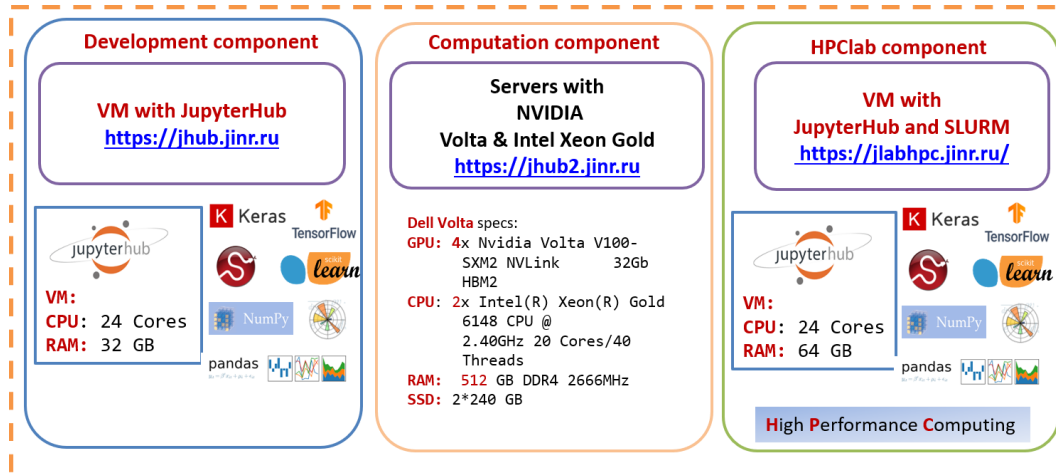 Development component
VM with JupyterHub
https://jhub.jinr.ru
jupyterhub
VM:
CPU: 24 Cores
RAM: 32 GB
K Keras
TensorFlow
scikit
learn
NumPy
pandas
Computation component
Servers with
NVIDIA
Volta & Intel Xeon Gold
https://jhub2.jinr.ru
Dell Volta specs:
GPU: 4x Nvidia Volta V100-
SXM2 NVLink 32Gb
HBM2
CPU: 2x Intel(R) Xeon(R) Gold
6148 CPU @
2.40GHz 20 Cores/40
Threads
RAM: 512 GB DDR4 2666MHz
SSD: 2*240 GB
HPClab component
VM with
JupyterHub and SLURM
https://jlabhpc.jinr.ru/
jupyterhub
VM:
CPU: 24 Cores
RAM: 64 GB
K Keras
TensorFlow
scikit
learn
NumPy
pandas
High Performance Computing